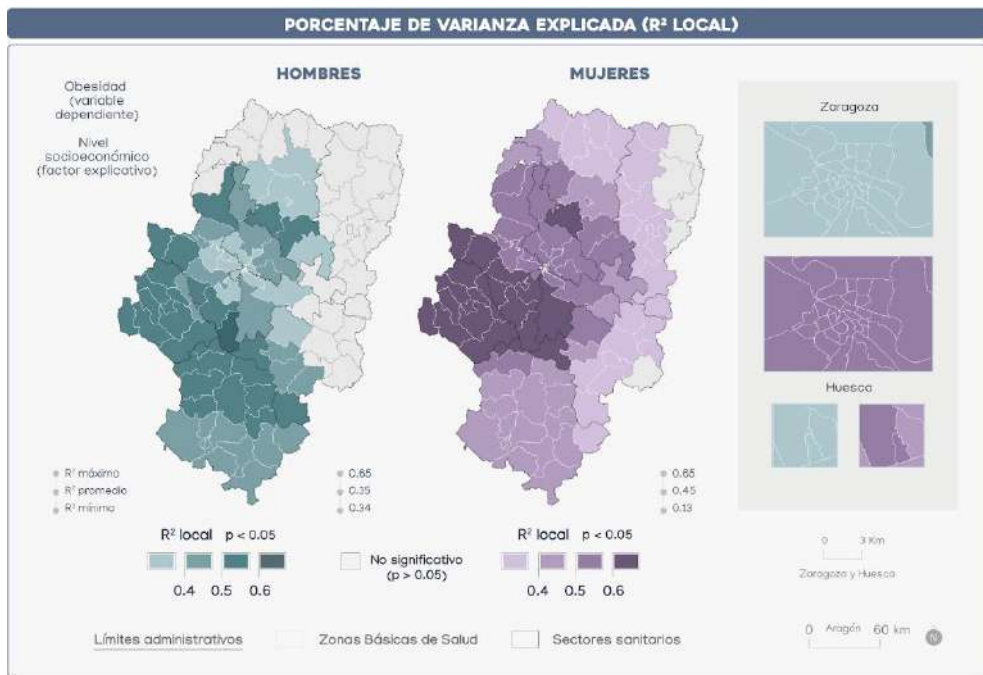 PORCENTAJE DE VARIANZA EXPLICADA (R² LOCAL)
HOMBRES
MUJERES
Obesidad
(variable
dependiente)
Nivel
socioeconómico
(factor explicativo)
Zaragoza
Huesca
R² máximo
R² promedio
R² mínimo
0.65
0.35
0.34
0.65
0.45
0.13
R² local p < 0.05
0.4 0.5 0.6
No significativo
(p > 0.05)
R² local p < 0.05
0.4 0.5 0.6
0 3 Km
Zaragoza y Huesca
Límites administrativos
Zonas Básicas de Salud
Sectores sanitarios
0 Aragón 60 km
N